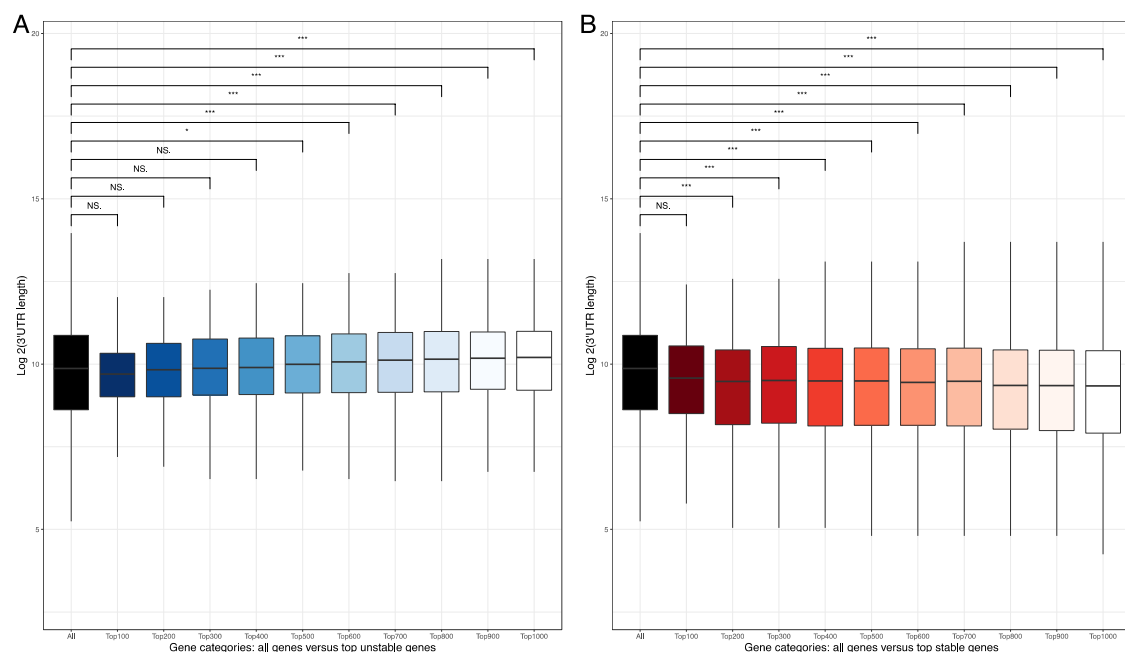 A
20
15
10
5
Log 2(3'UTR length)
***
***
***
***
***
*
NS.
NS.
NS.
NS.
All Top100 Top200 Top300 Top400 Top500 Top600 Top700 Top800 Top900 Top1000
Gene categories: all genes versus top unstable genes
B
20
15
10
5
Log 2(3'UTR length)
***
***
***
***
***
***
***
***
***
NS.
All Top100 Top200 Top300 Top400 Top500 Top600 Top700 Top800 Top900 Top1000
Gene categories: all genes versus top stable genes